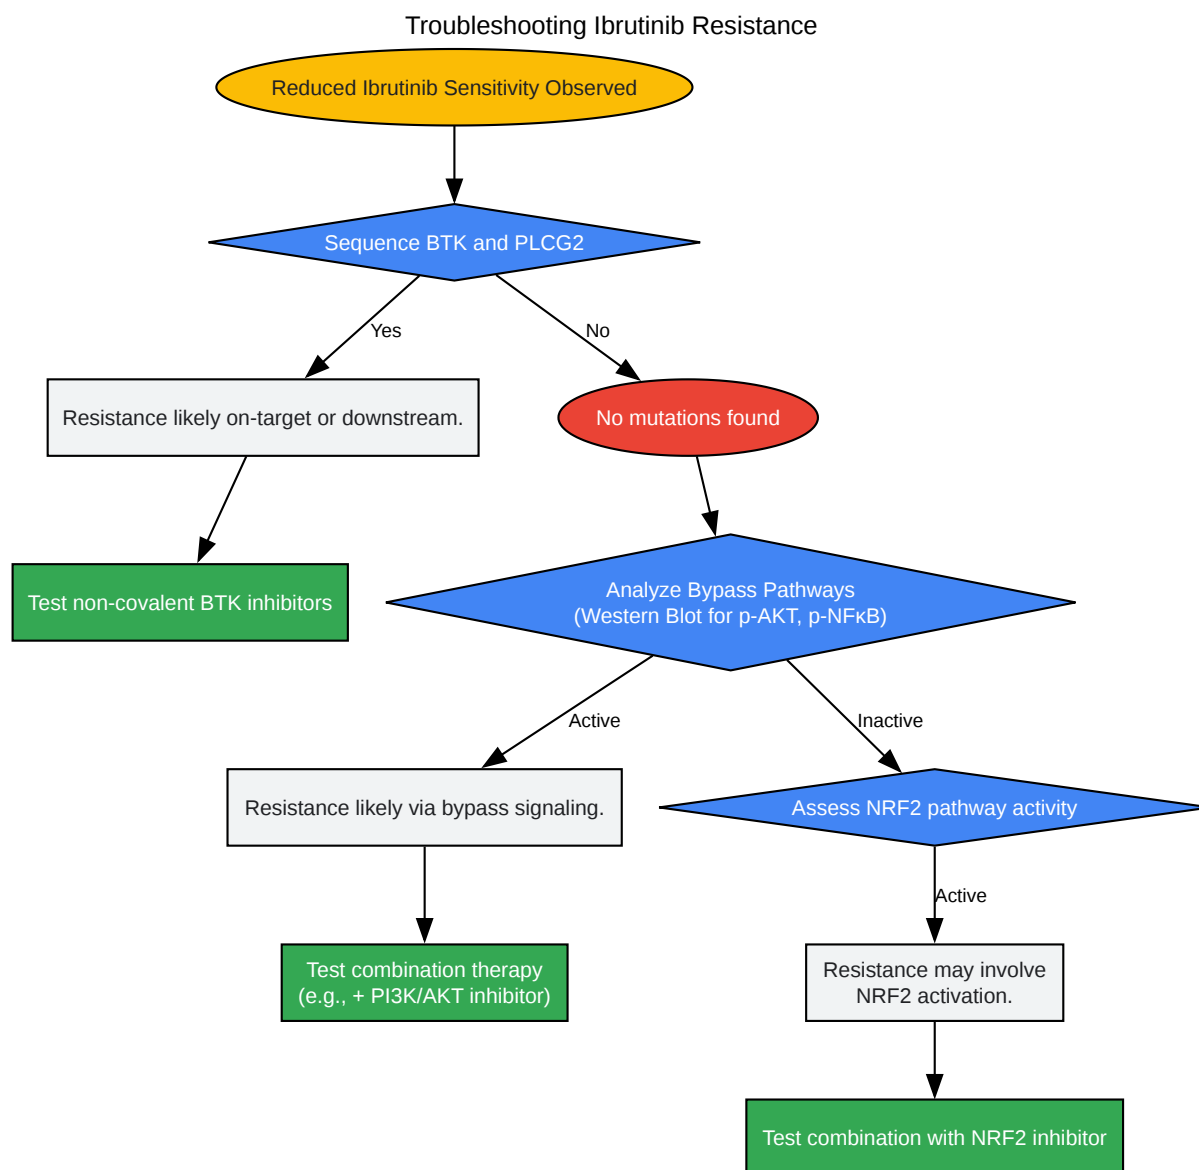 Troubleshooting Ibrutinib Resistance
Reduced Ibrutinib Sensitivity Observed
Sequence BTK and PLCG2
Yes
No
Resistance likely on-target or downstream.
No mutations found
Test non-covalent BTK inhibitors
Analyze Bypass Pathways
(Western Blot for p-AKT, p-NFκB)
Active
Inactive
Resistance likely via bypass signaling.
Assess NRF2 pathway activity
Active
Test combination therapy
(e.g., + PI3K/AKT inhibitor)
Resistance may involve
NRF2 activation.
Test combination with NRF2 inhibitor